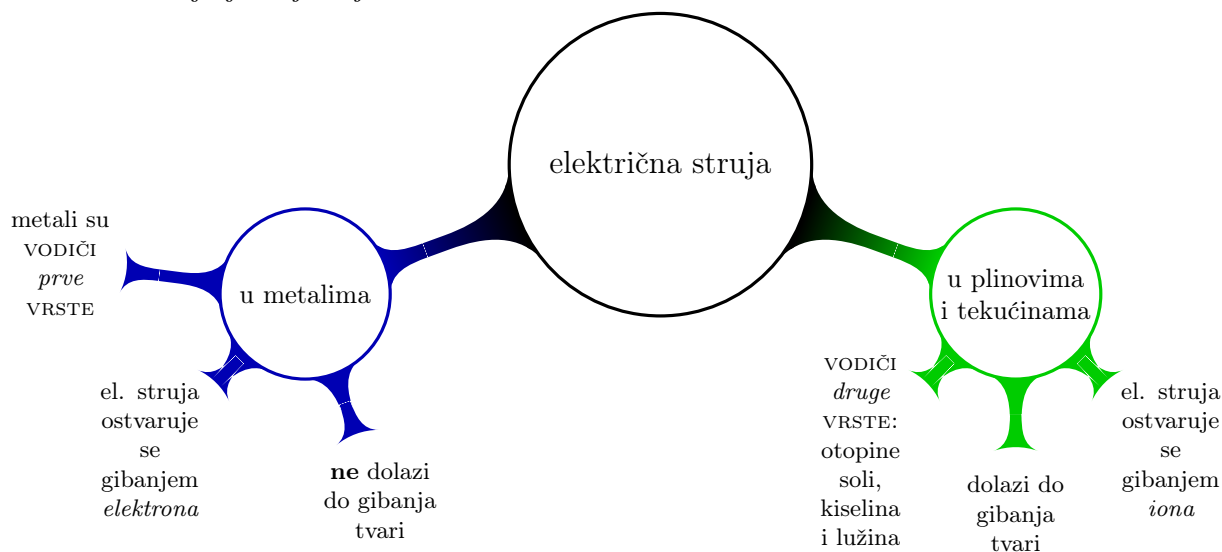 električna struja
u metalima
metali su
VODIČI
prve
VRSTE
el. struja
ostvaruje
se
gibanjem
elektrona
ne dolazi
do gibanja
tvari
u plinovima
i tekućinama
VODIČI
druge
VRSTE:
otopine
soli,
kiselina
i lužina
dolazi do
gibanja
tvari
el. struja
ostvaruje
se
gibanjem
iona